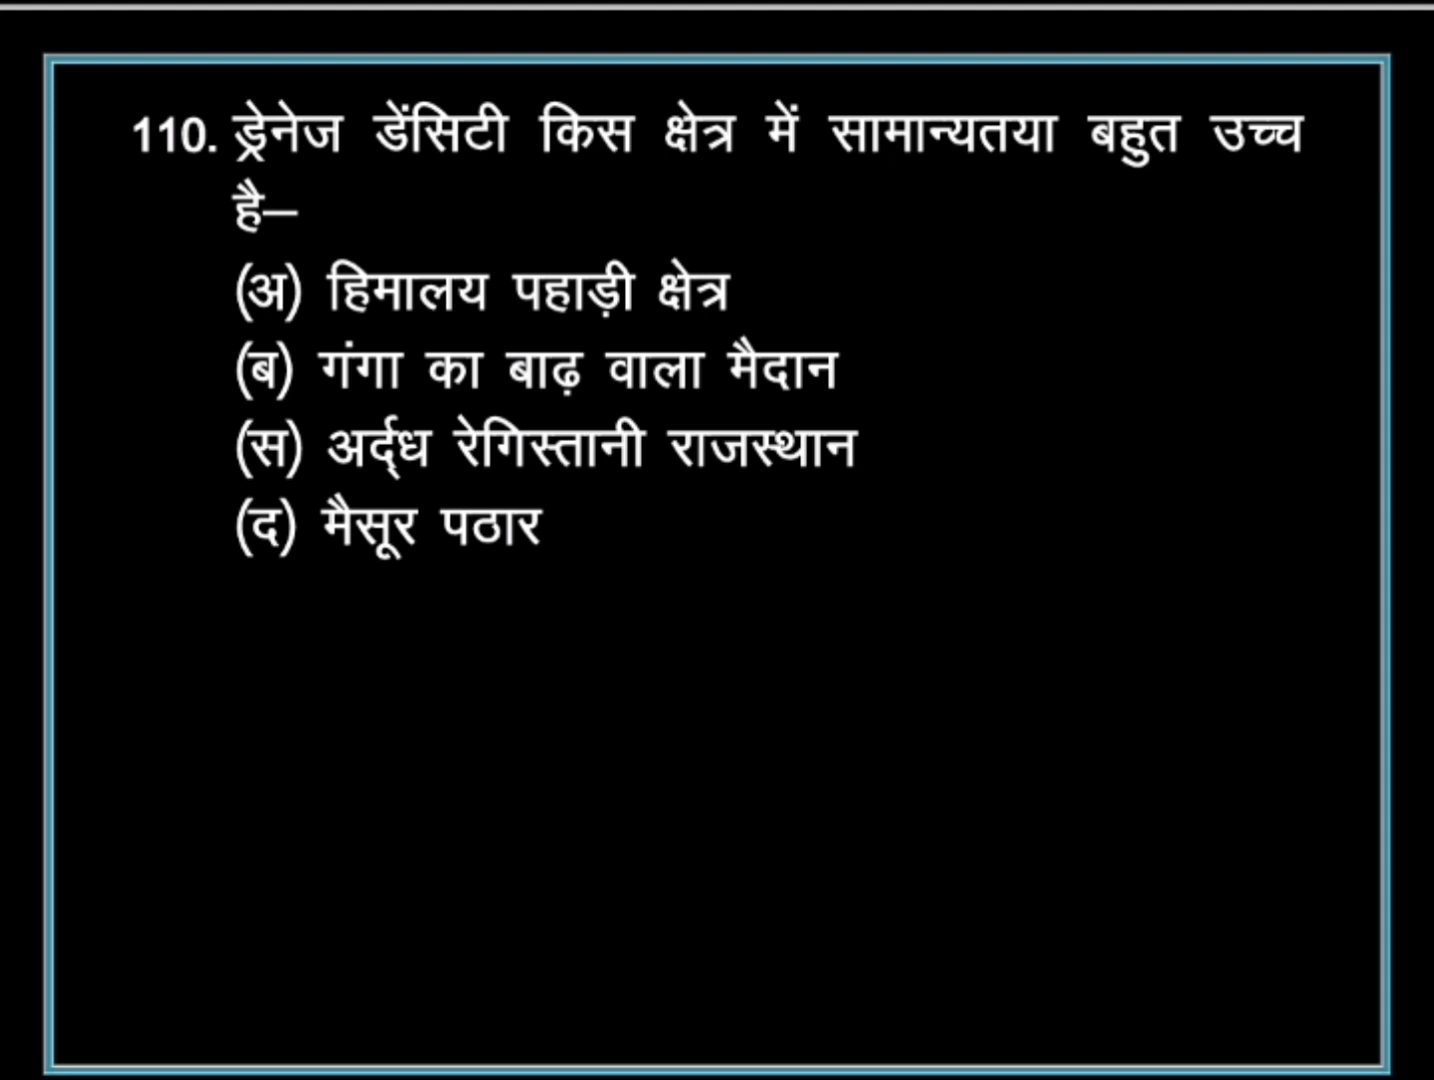 110. ड्रेनेज डेंसिटी किस क्षेत्र में सामान्यतया बहुत उच्च
है–
(अ) हिमालय पहाड़ी क्षेत्र
(ब) गंगा का बाढ़ वाला मैदान
(स) अर्द्ध रेगिस्तानी राजस्थान
(द) मैसूर पठार